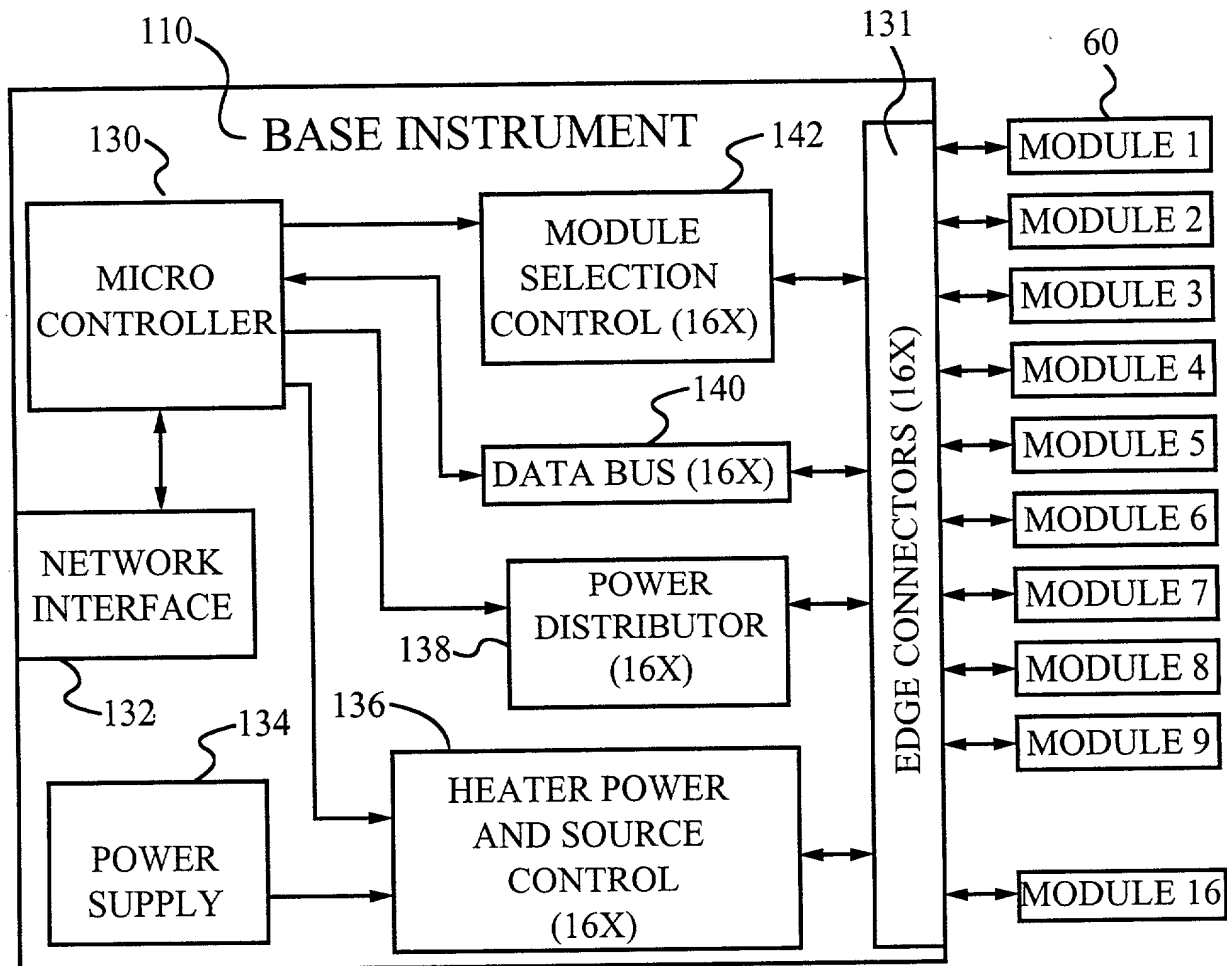 110
131
60
BASE INSTRUMENT
130
142
MICRO
CONTROLLER
MODULE
SELECTION
CONTROL (16X)
140
DATA BUS (16X)
NETWORK
INTERFACE
132
POWER
DISTRIBUTOR
(16X)
138
134
POWER
SUPPLY
136
HEATER POWER
AND SOURCE
CONTROL
(16X)
EDGE CONNECTORS (16X)
MODULE 1
MODULE 2
MODULE 3
MODULE 4
MODULE 5
MODULE 6
MODULE 7
MODULE 8
MODULE 9
MODULE 16